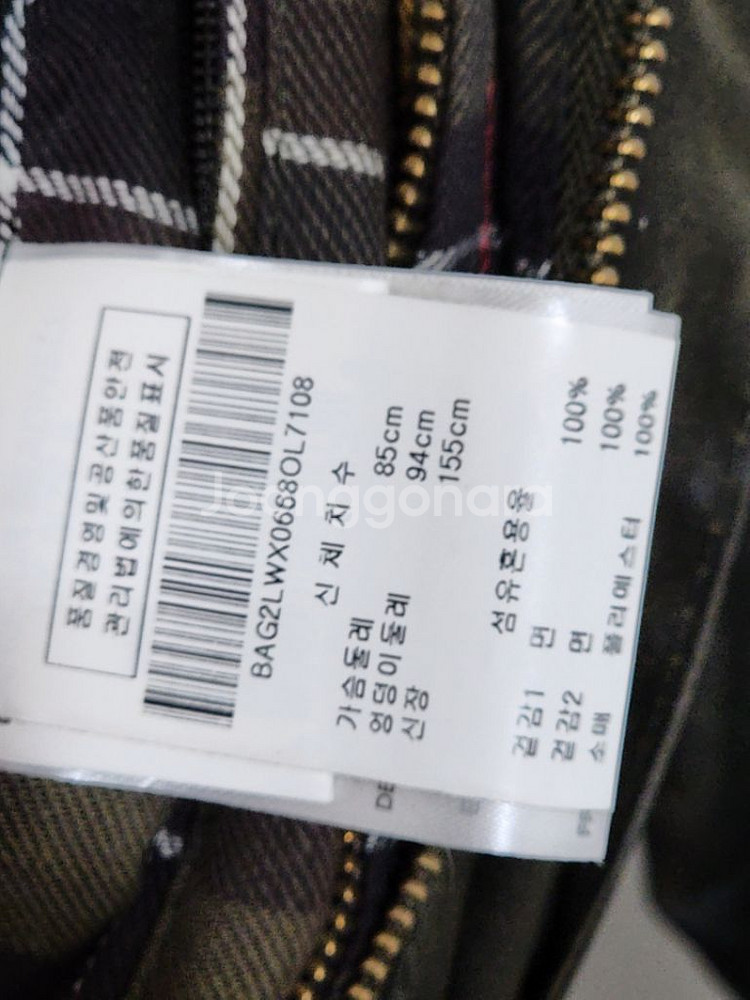 품질경영및공산품안전
관리법에의한품질표시
BAG2LWX0668OL7108
신 체 치 수
가슴둘레 85cm
엉덩이둘레 94cm
신장 155cm
섬유혼용율
겉감1 면 100%
겉감2 면 100%
소매 폴리에스터 100%
DE
PR
Joonggonara